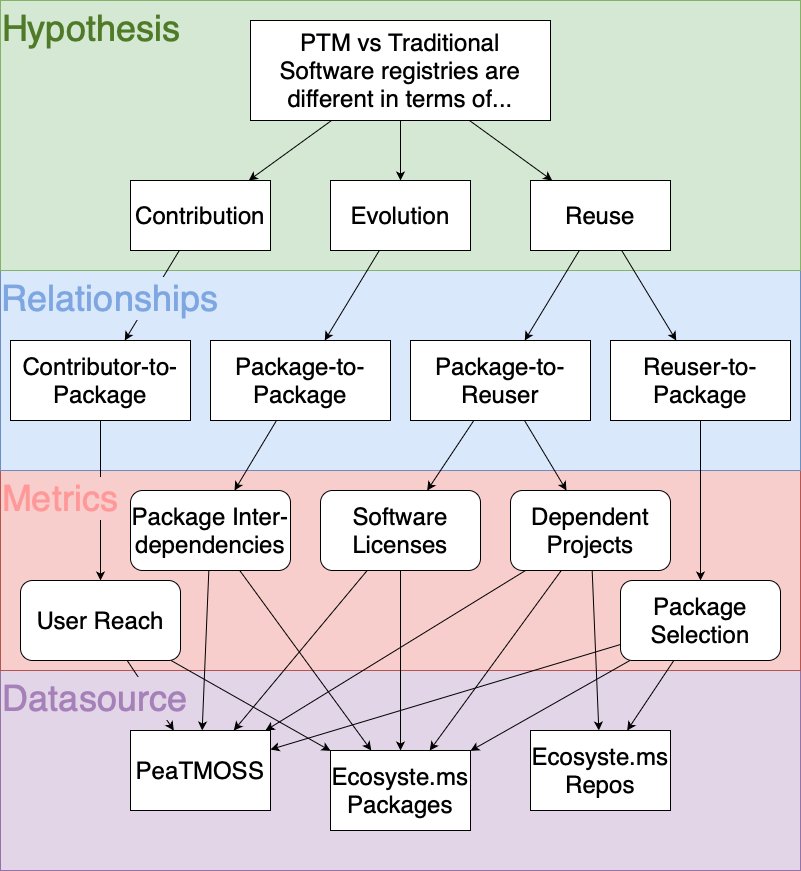 Hypothesis
PTM vs Traditional
Software registries are
different in terms of...
Contribution
Evolution
Reuse
Relationships
Contributor-to-
Package
Package-to-
Package
Package-to-
Reuser
Reuser-to-
Package
Metrics
Package Inter-
dependencies
Software
Licenses
Dependent
Projects
User Reach
Package
Selection
Datasource
PeaTMOSS
Ecosyste.ms
Packages
Ecosyste.ms
Repos